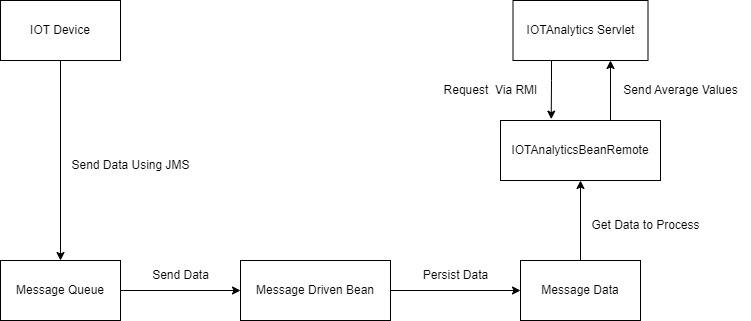 IOT Device
IOTAnalytics Servlet
Request  Via RMI
Send Average Values
IOTAnalyticsBeanRemote
Send Data Using JMS
Get Data to Process
Message Queue
Send Data
Message Driven Bean
Persist Data
Message Data